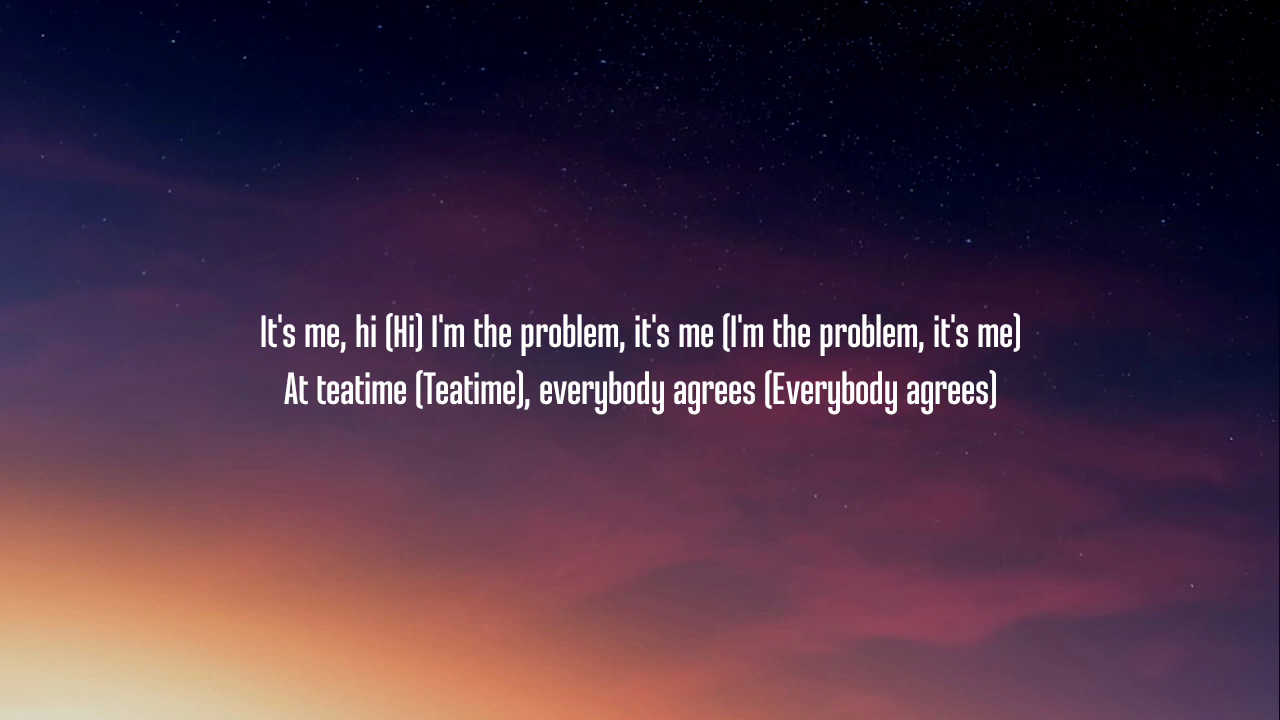 It's me, hi (Hi) I'm the problem, it's me (I'm the problem, it's me)
At teatime (Teatime), everybody agrees (Everybody agrees)